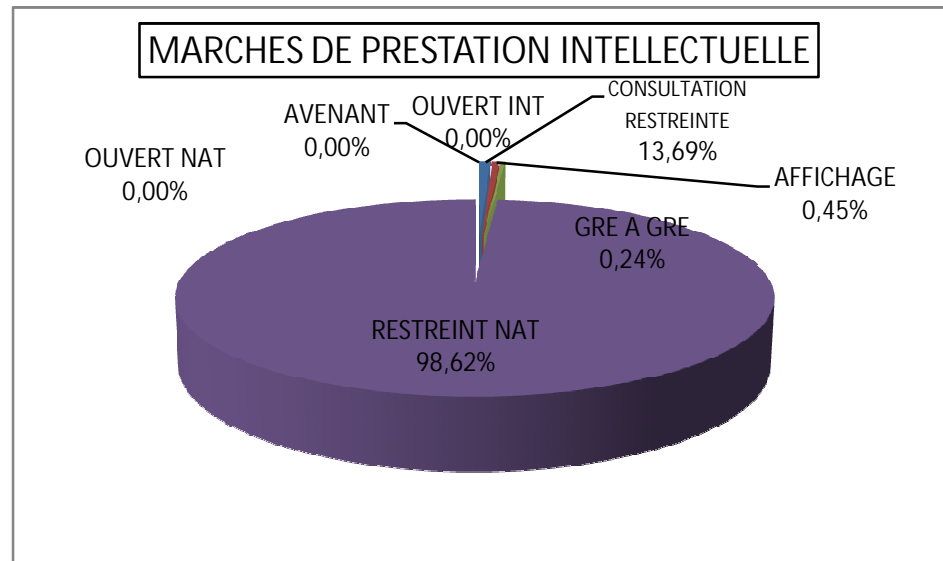 MARCHES DE PRESTATION INTELLECTUELLE
OUVERT NAT
0,00%
AVENANT
0,00%
OUVERT INT
0,00%
CONSULTATION
RESTREINTE
13,69%
AFFICHAGE
0,45%
GRE A GRE
0,24%
RESTREINT NAT
98,62%